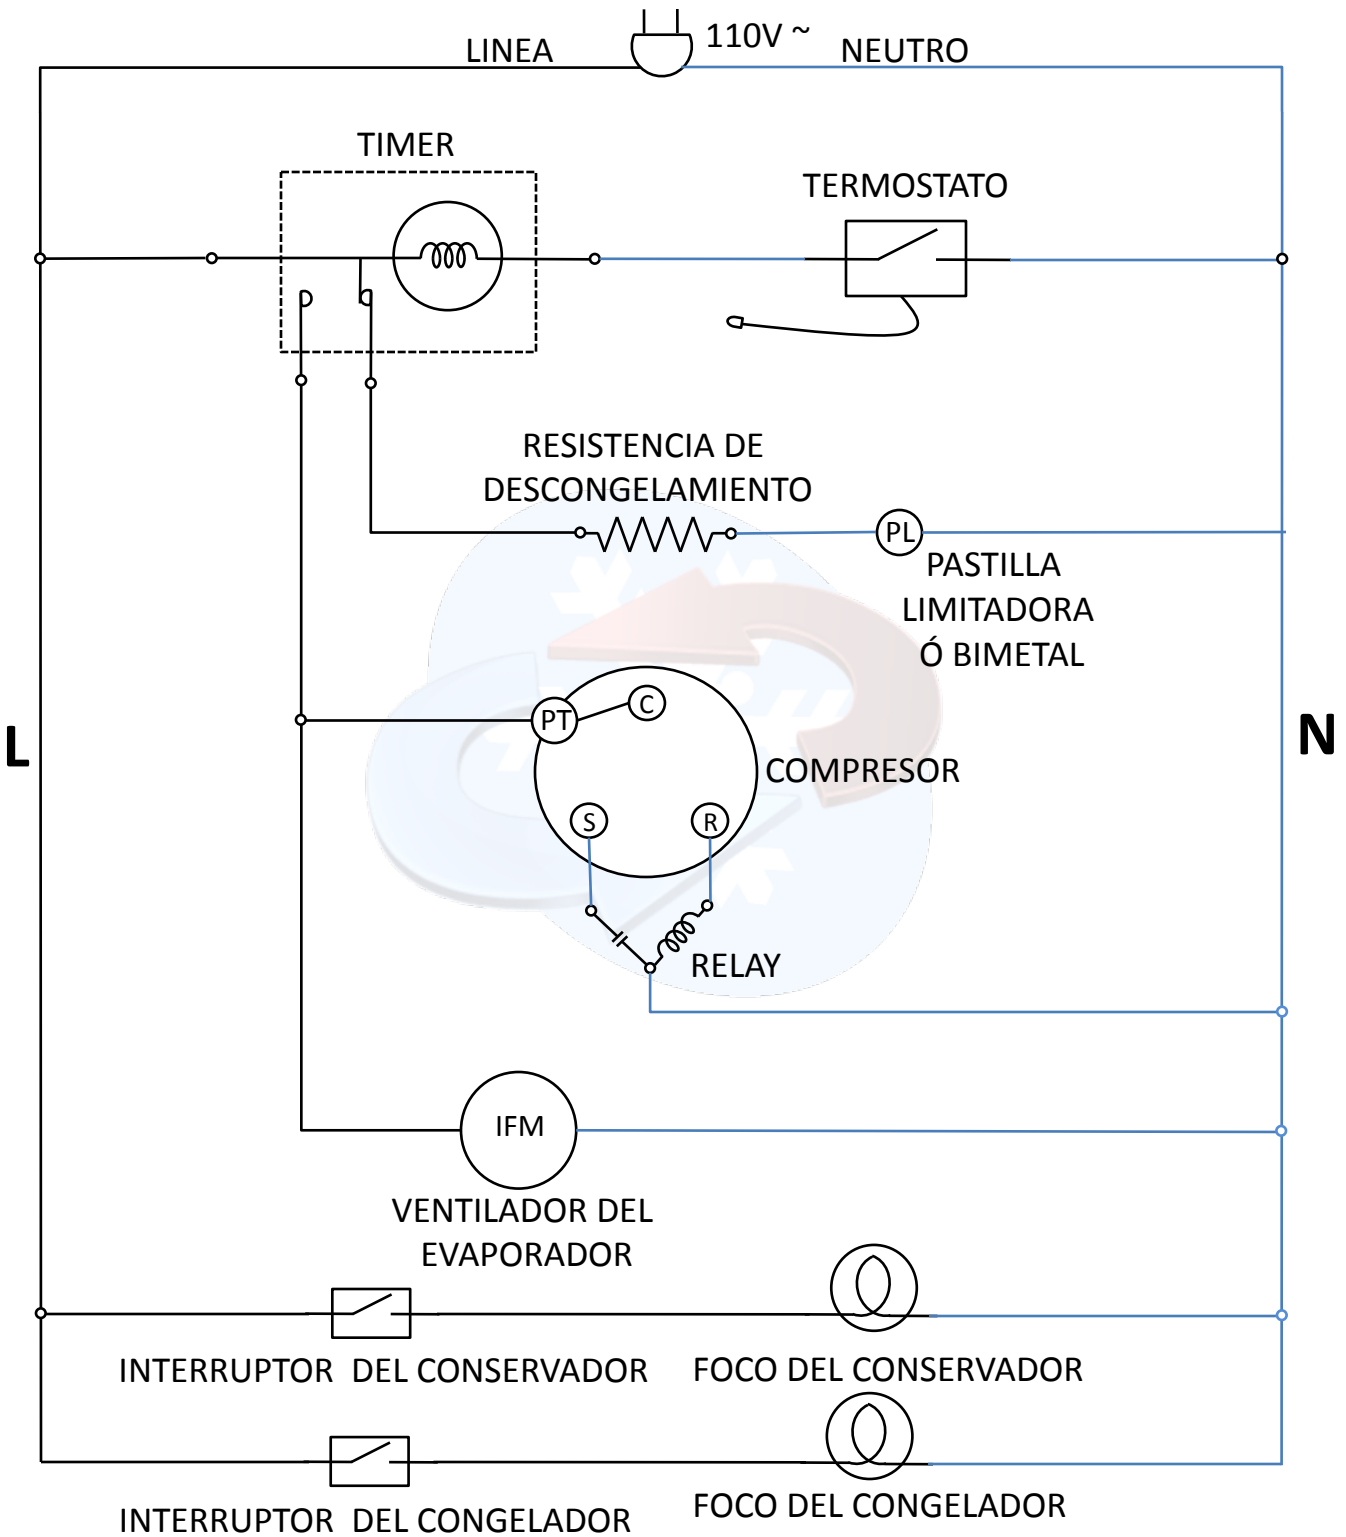 110V ~
LINEA
NEUTRO
TIMER
TERMOSTATO
RESISTENCIA DE
DESCONGELAMIENTO
PL
PASTILLA
LIMITADORA
Ó BIMETAL
C
PT
L
N
COMPRESOR
S
R
RELAY
IFM
VENTILADOR DEL
EVAPORADOR
INTERRUPTOR DEL CONSERVADOR
FOCO DEL CONSERVADOR
INTERRUPTOR DEL CONGELADOR
FOCO DEL CONGELADOR